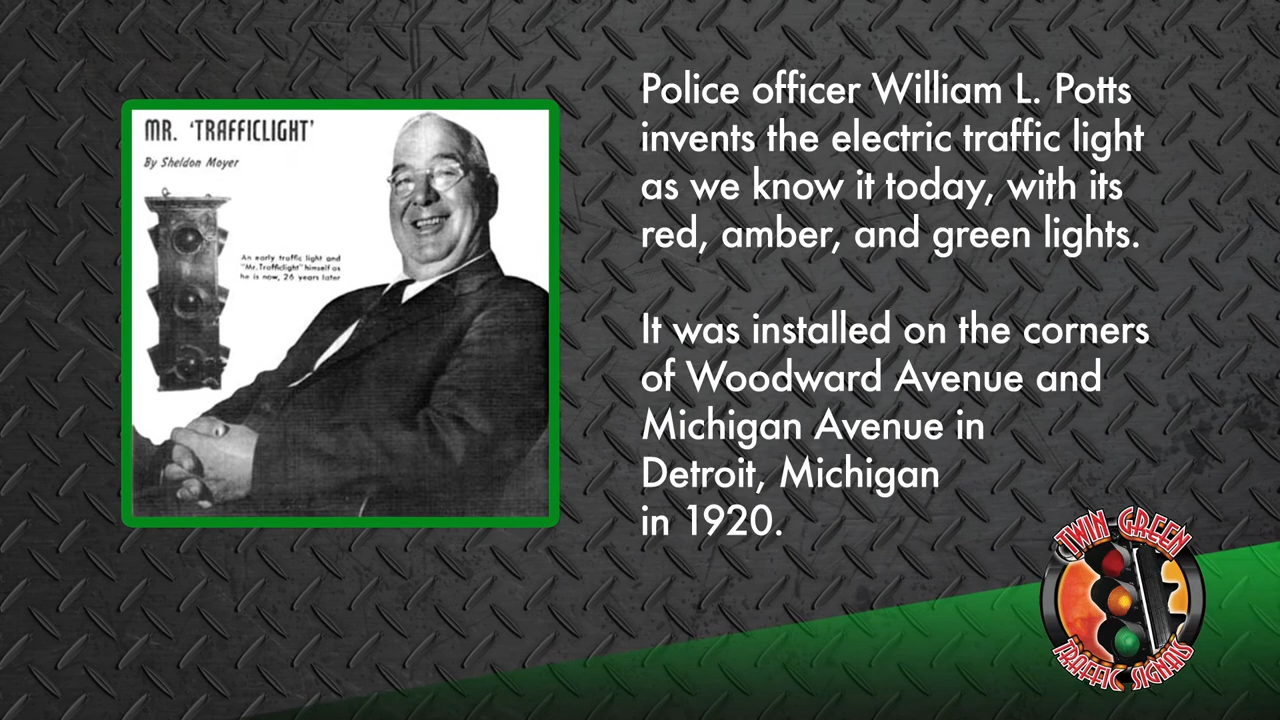 MR. 'TRAFFICLIGHT'
By Sheldon Moyer
An early traffic light and
"Mr. Trafficlight" himself as
he is now, 26 years later
Police officer William L. Potts
invents the electric traffic light
as we know it today, with its
red, amber, and green lights.
It was installed on the corners
of Woodward Avenue and
Michigan Avenue in
Detroit, Michigan
in 1920.
TWIN GREEN
TRAFFIC SIGNALS